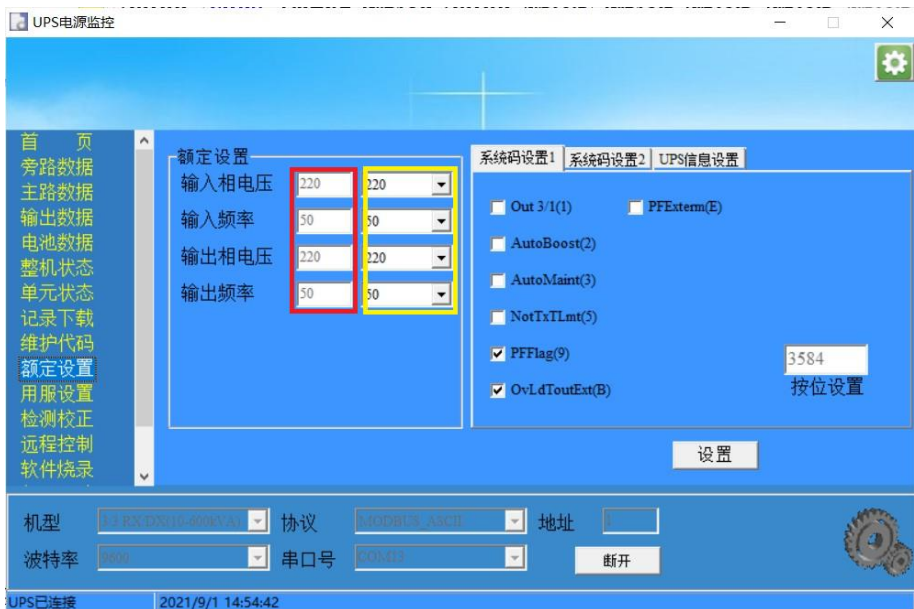 UPS电源监控
首 页
旁路数据
主路数据
输出数据
电池数据
整机状态
单元状态
记录下载
维护代码
额定设置
用服设置
检测校正
远程控制
软件烧录
额定设置
输入相电压 220 220
输入频率 50 50
输出相电压 220 220
输出频率 50 50
系统码设置1 系统码设置2 UPS信息设置
Out 3/1(1) PFExterm(E)
AutoBoost(2)
AutoMaint(3)
NotTxTLmt(5)
PFFlag(9)
OvLdToutExt(B)
3584
按位设置
设置
机型 协议 MODBUS_ASCII 地址 1
波特率 9600 串口号 COM13 断开
UPS已连接 2021/9/1 14:54:42